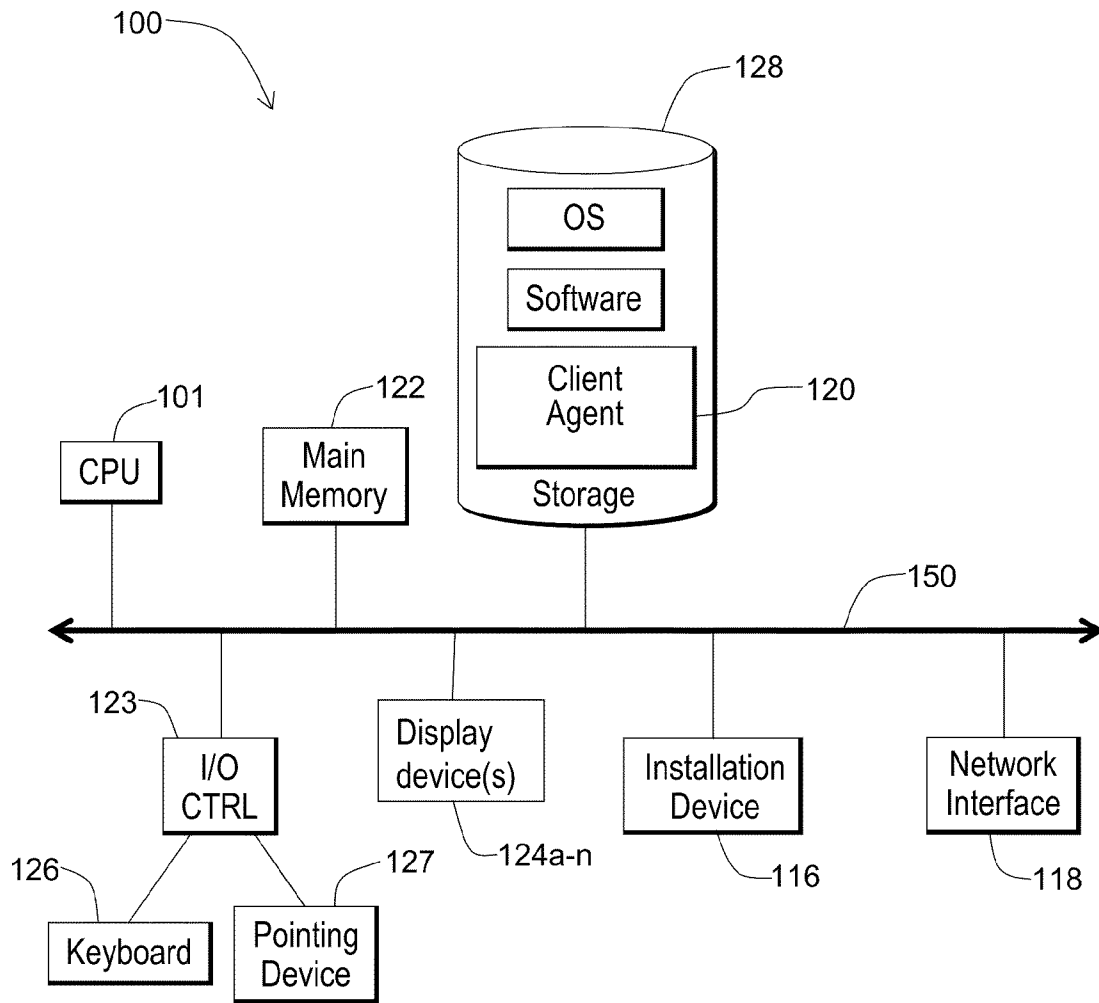 100
128
OS
Software
Client
Agent
120
Storage
101
CPU
122
Main
Memory
150
123
I/O
CTRL
Display
device(s)
124a-n
Installation
Device
116
Network
Interface
118
126
Keyboard
127
Pointing
Device